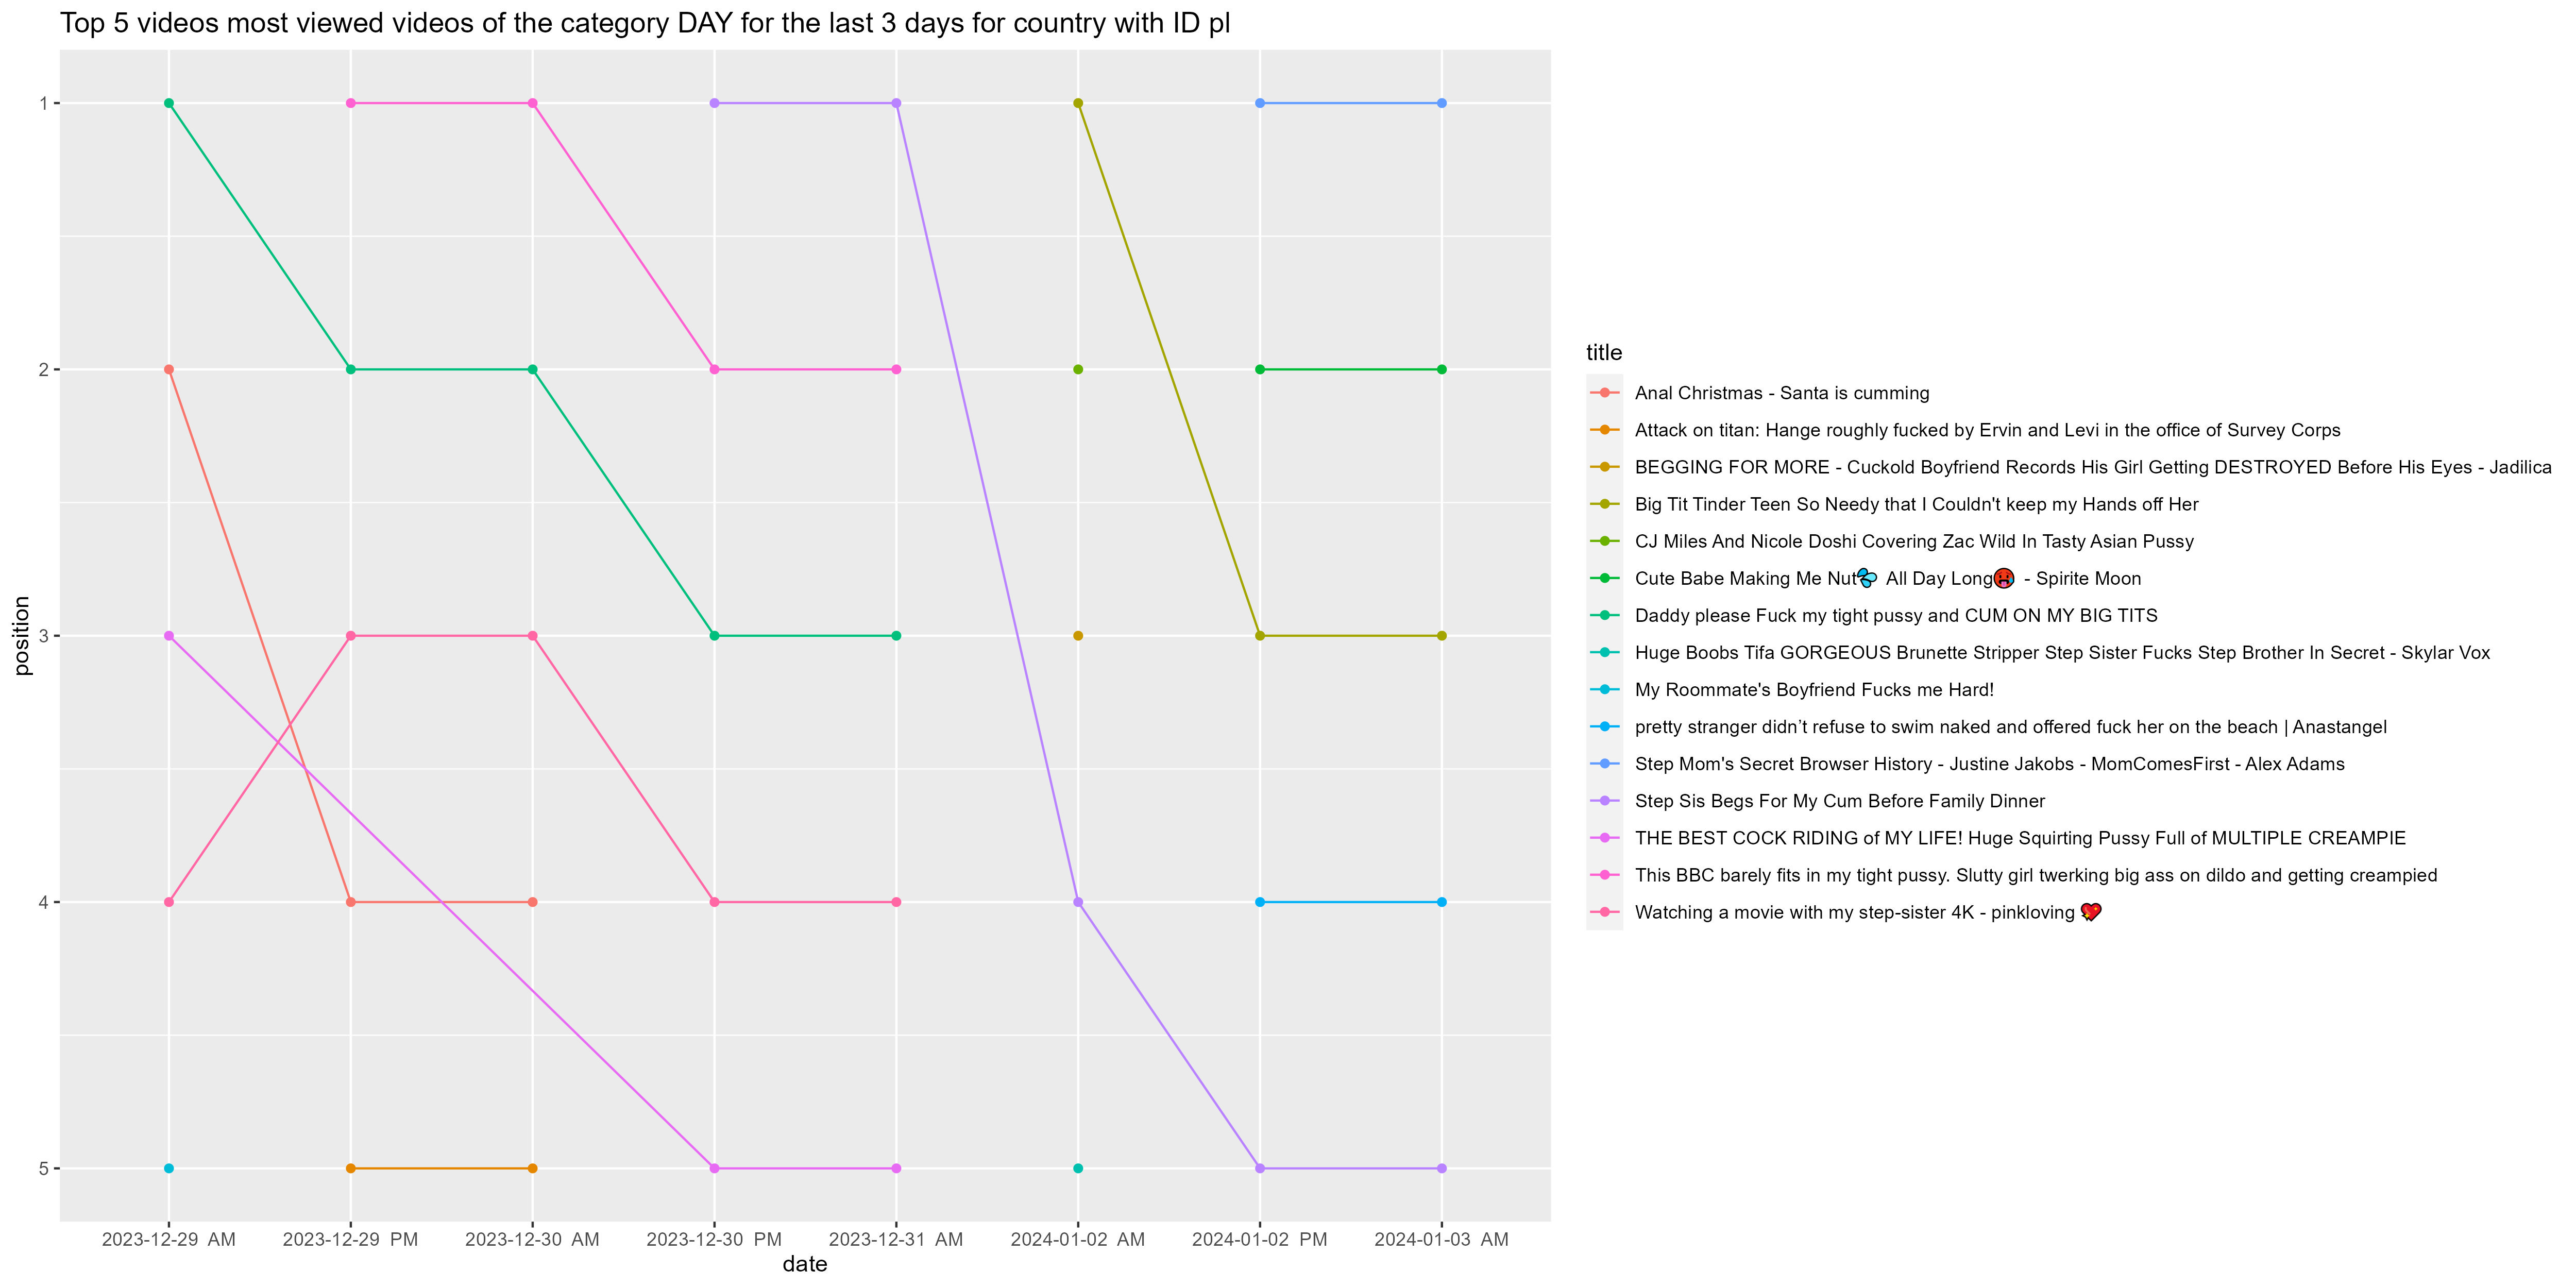 Top 5 videos most viewed videos of the category DAY for the last 3 days for country with ID pl
position
1
2
3
4
5
2023-12-29 AM
2023-12-29 PM
2023-12-30 AM
2023-12-30 PM
2023-12-31 AM
2024-01-02 AM
2024-01-02 PM
2024-01-03 AM
date
title
Anal Christmas - Santa is cumming
Attack on titan: Hange roughly fucked by Ervin and Levi in the office of Survey Corps
BEGGING FOR MORE - Cuckold Boyfriend Records His Girl Getting DESTROYED Before His Eyes - Jadilica
Big Tit Tinder Teen So Needy that I Couldn't keep my Hands off Her
CJ Miles And Nicole Doshi Covering Zac Wild In Tasty Asian Pussy
Cute Babe Making Me Nut💦 All Day Long🥵 - Spirite Moon
Daddy please Fuck my tight pussy and CUM ON MY BIG TITS
Huge Boobs Tifa GORGEOUS Brunette Stripper Step Sister Fucks Step Brother In Secret - Skylar Vox
My Roommate's Boyfriend Fucks me Hard!
pretty stranger didn’t refuse to swim naked and offered fuck her on the beach | Anastangel
Step Mom's Secret Browser History - Justine Jakobs - MomComesFirst - Alex Adams
Step Sis Begs For My Cum Before Family Dinner
THE BEST COCK RIDING of MY LIFE! Huge Squirting Pussy Full of MULTIPLE CREAMPIE
This BBC barely fits in my tight pussy. Slutty girl twerking big ass on dildo and getting creampied
Watching a movie with my step-sister 4K - pinkloving 💖